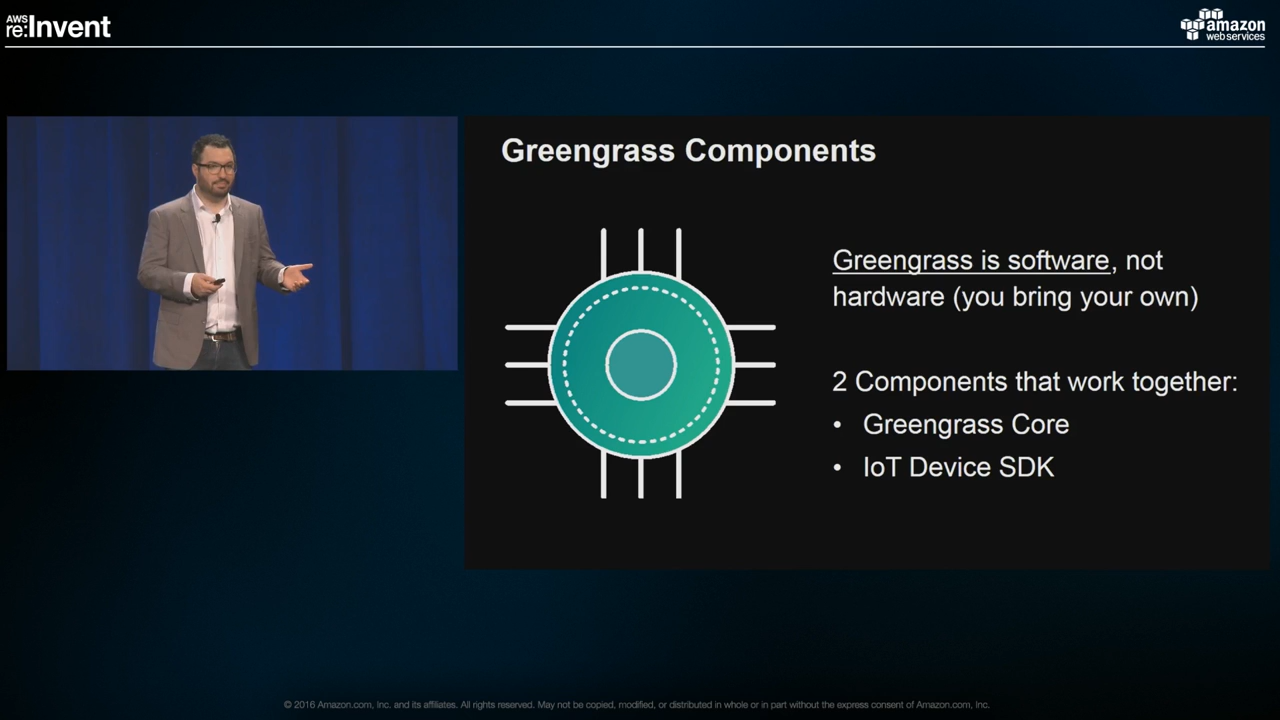 AWS
re:Invent
amazon
webservices
Greengrass Components
Greengrass is software, not
hardware (you bring your own)
2 Components that work together:
• Greengrass Core
• IoT Device SDK
© 2016 Amazon.com, Inc. and its affiliates. All rights reserved. May not be copied, modified, or distributed in whole or in part without the express consent of Amazon.com, Inc.